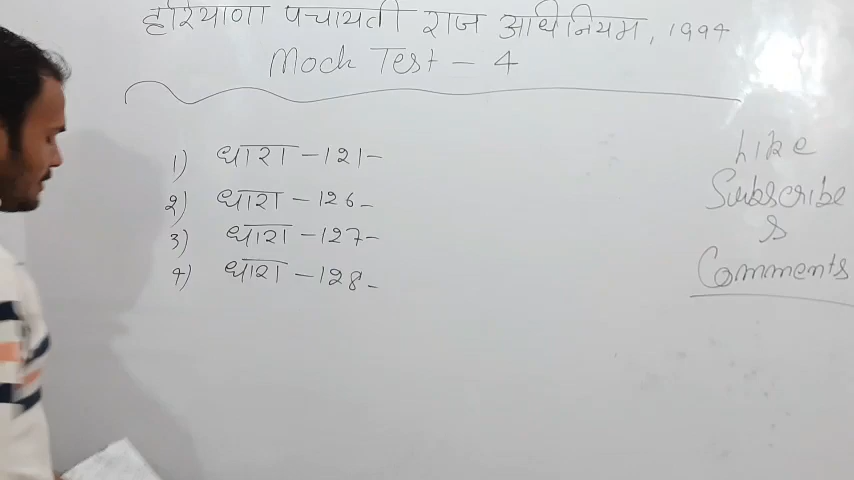 हरियाणा पंचायती राज अधिनियम, 1994
Mock Test - 4
1) धारा - 121-
2) धारा - 126-
3) धारा - 127-
4) धारा - 128-
Like
Subscribe
&
Comments